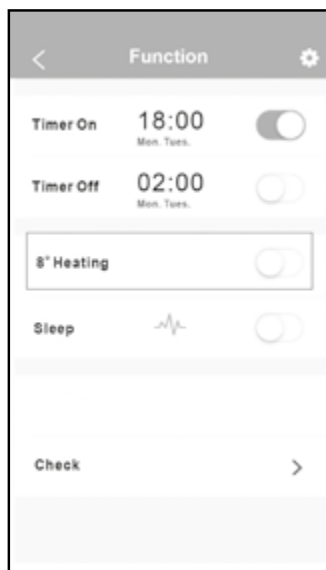 Function
Timer On 18:00
Mon. Tues.
Timer Off 02:00
Mon. Tues.
8° Heating
Sleep
Check